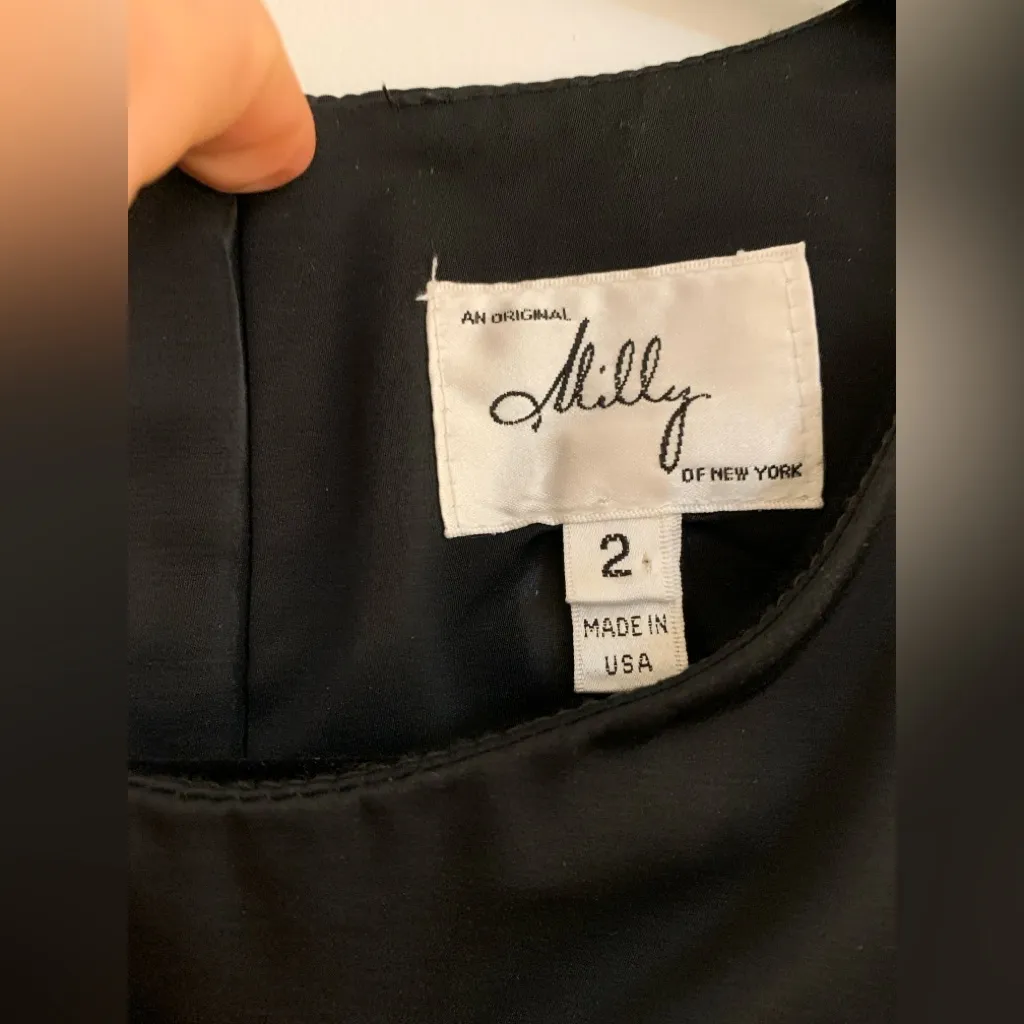 AN ORIGINAL
Milly
OF NEW YORK
2
MADE IN
USA